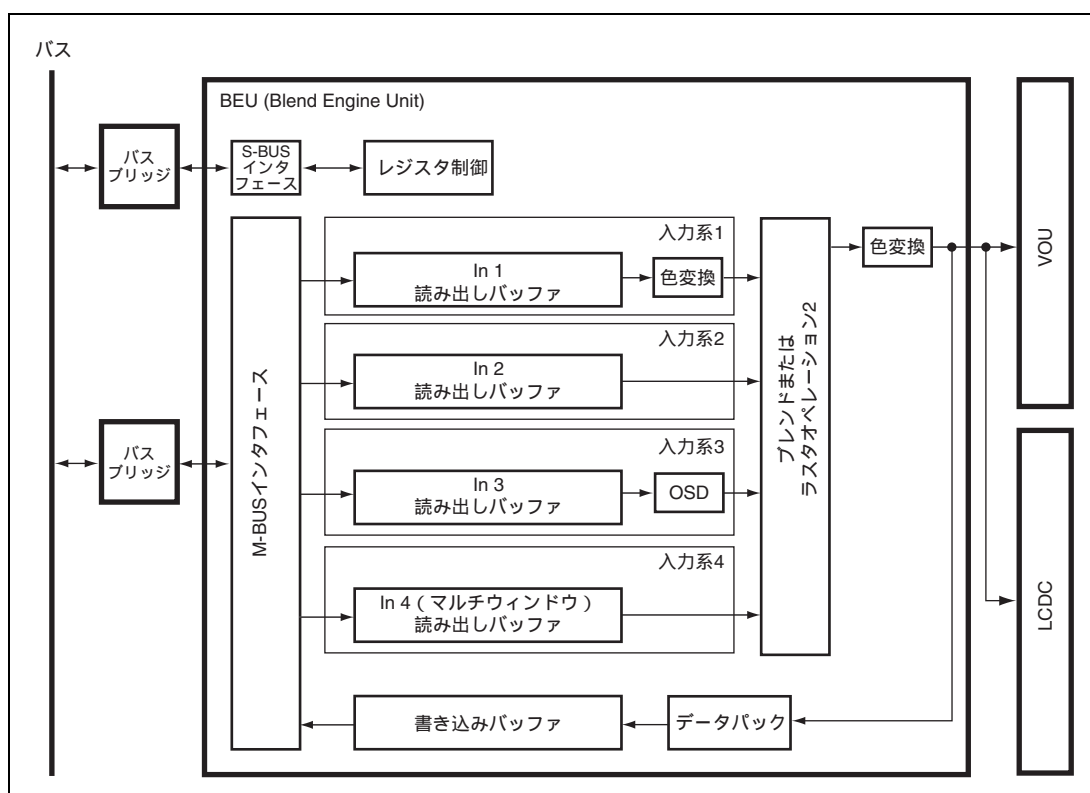 バス
BEU (Blend Engine Unit)
バス
ブリッジ
S-BUS
インタ
フェース
レジスタ制御
入力系1
In 1
読み出しバッファ
色変換
色変換
入力系2
In 2
読み出しバッファ
入力系3
In 3
読み出しバッファ
OSD
入力系4
In 4（マルチウィンドウ）
読み出しバッファ
バス
ブリッジ
M-BUSインタフェース
ブレンドまたは
ラスタオペレーション2
書き込みバッファ
データパック
VOU
LCDC